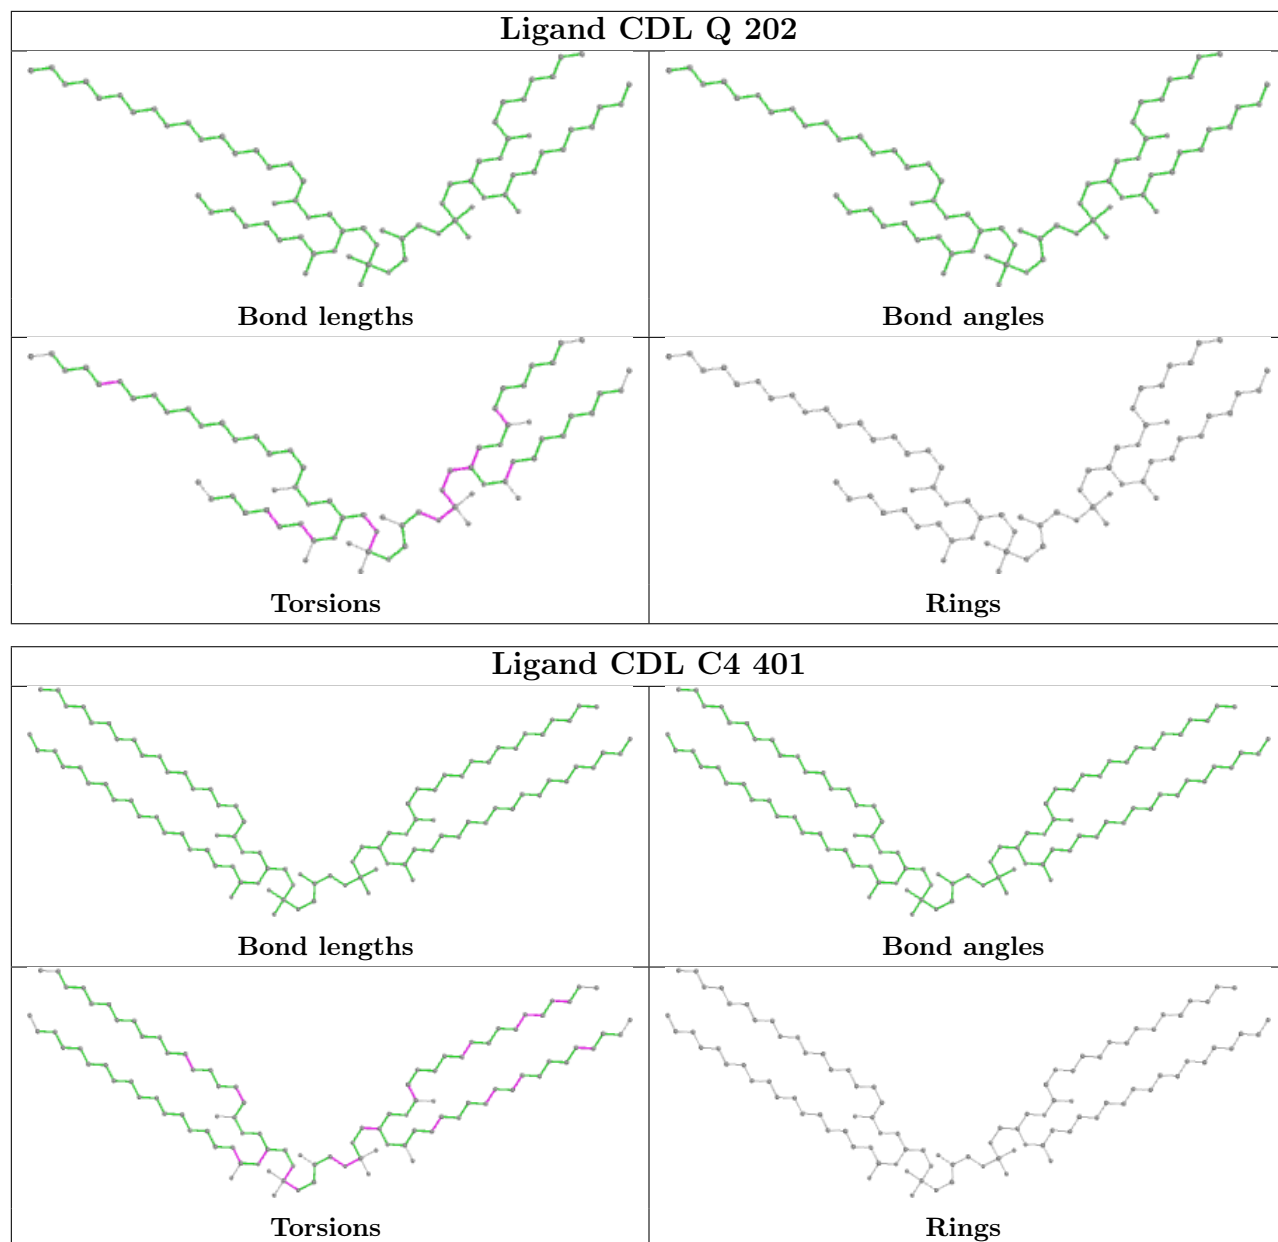 Ligand CDL Q 202
Bond lengths
Bond angles
Torsions
Rings
Ligand CDL C4 401
Bond lengths
Bond angles
Torsions
Rings